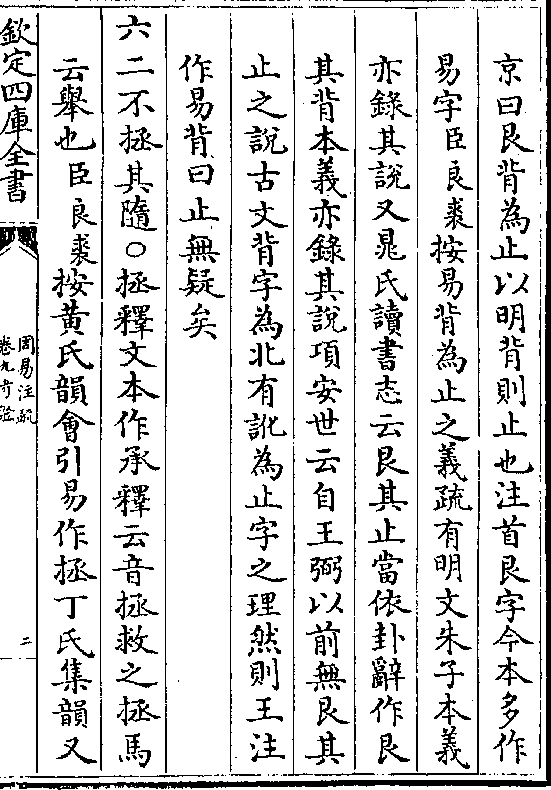 京曰艮背為止以明背則止也注首艮字今本多作
易字臣良裘按易背為止之義疏有明文朱子本義
亦錄其說又晁氏讀書志云艮其止當依卦辭作艮
其背本義亦錄其說項安世云自王弼以前無艮其
止之說古文背字為北有訛為止字之理然則王注
作易背曰止無疑矣
六二不拯其隨○拯釋文本作承釋云音拯救之拯馬
云舉也臣良裘按黃氏韻會引易作拯丁氏集韻又
欽定四庫全書
周易注疏
卷九考證
二